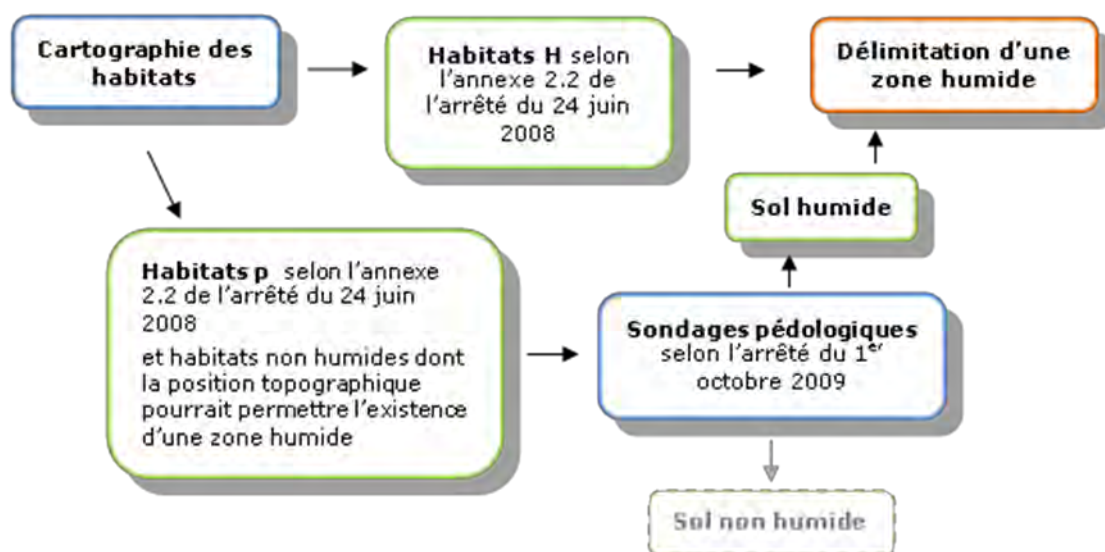 Cartographie des
habitats
Habitats H selon
l'annexe 2.2 de
l'arrêté du 24 juin
2008
Délimitation d'une
zone humide
Sol humide
Habitats p selon l'annexe
2.2 de l'arrêté du 24 juin
2008
et habitats non humides dont
la position topographique
pourrait permettre l'existence
d'une zone humide
Sondages pédologiques
selon l'arrêté du 1er
octobre 2009
Sol non humide